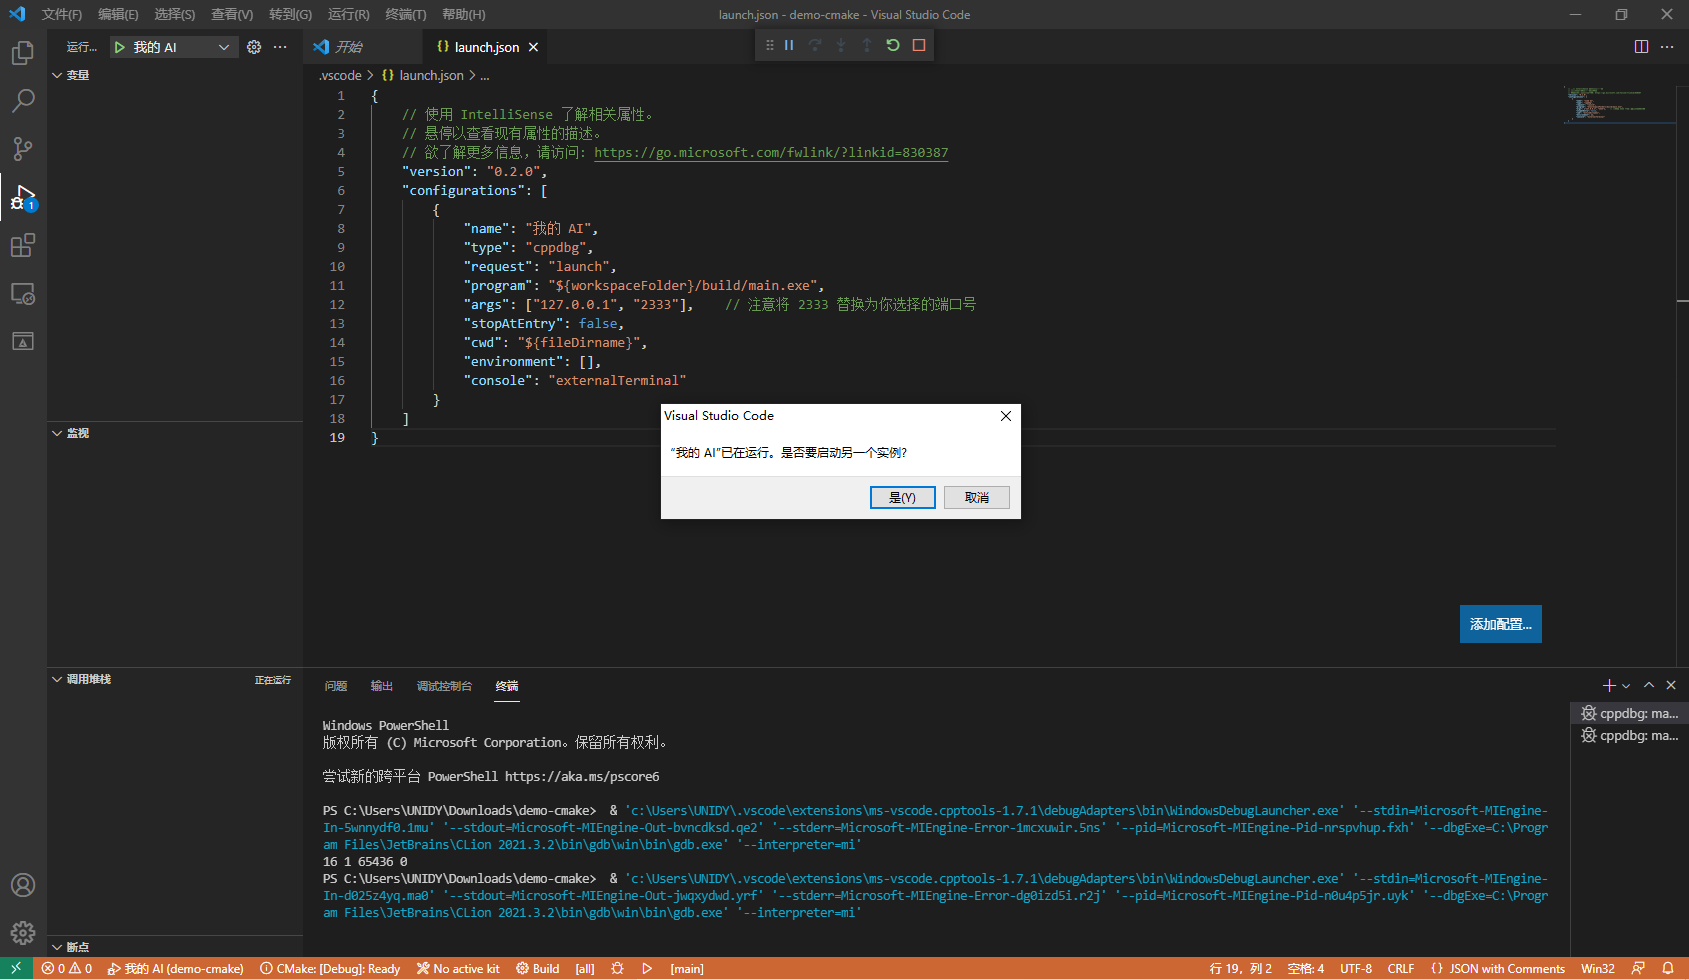 文件(F) 编辑(E) 选择(S) 查看(V) 转到(G) 运行(R) 终端(T) 帮助(H) launch.json - demo-cmake - Visual Studio Code
运行... 我的 AI ...
开始 launch.json
变量
.vscode > {} launch.json > ...
1 {
2 // 使用 IntelliSense 了解相关属性。
3 // 悬停以查看现有属性的描述。
4 // 欲了解更多信息，请访问: https://go.microsoft.com/fwlink/?linkid=830387
5 "version": "0.2.0",
6 "configurations": [
7 {
8 "name": "我的 AI",
9 "type": "cppdbg",
10 "request": "launch",
11 "program": "${workspaceFolder}/build/main.exe",
12 "args": ["127.0.0.1", "2333"], // 注意将 2333 替换为你选择的端口号
13 "stopAtEntry": false,
14 "cwd": "${fileDirname}",
15 "environment": [],
16 "console": "externalTerminal"
17 }
18 ]
19 }
1
监视
Visual Studio Code
“我的 AI”已在运行。是否要启动另一个实例?
是(Y) 取消
添加配置...
调用堆栈 正在运行
问题 输出 调试控制台 终端
Windows PowerShell
版权所有 (C) Microsoft Corporation。保留所有权利。
尝试新的跨平台 PowerShell https://aka.ms/pscore6
PS C:\Users\UNIDY\Downloads\demo-cmake> & 'c:\Users\UNIDY\.vscode\extensions\ms-vscode.cpptools-1.7.1\debugAdapters\bin\WindowsDebugLauncher.exe' '--stdin=Microsoft-MIEngine-
In-5wnnydf0.1mu' '--stdout=Microsoft-MIEngine-Out-bvncdksd.qe2' '--stderr=Microsoft-MIEngine-Error-1mcxuwir.5ns' '--pid=Microsoft-MIEngine-Pid-nrspvhup.fxh' '--dbgExe=C:\Progr
am Files\JetBrains\CLion 2021.3.2\bin\gdb\win\bin\gdb.exe' '--interpreter=mi'
16 1 65436 0
PS C:\Users\UNIDY\Downloads\demo-cmake> & 'c:\Users\UNIDY\.vscode\extensions\ms-vscode.cpptools-1.7.1\debugAdapters\bin\WindowsDebugLauncher.exe' '--stdin=Microsoft-MIEngine-
In-d025z4yq.ma0' '--stdout=Microsoft-MIEngine-Out-jwqxydwd.yrf' '--stderr=Microsoft-MIEngine-Error-dg0izd5i.r2j' '--pid=Microsoft-MIEngine-Pid-n0u4p5jr.uyk' '--dbgExe=C:\Progr
am Files\JetBrains\CLion 2021.3.2\bin\gdb\win\bin\gdb.exe' '--interpreter=mi'
cppdbg: ma...
cppdbg: ma...
断点
0 0 我的 AI (demo-cmake) CMake: [Debug]: Ready No active kit Build [all] [main] 行 19，列 2 空格: 4 UTF-8 CRLF {} JSON with Comments Win32